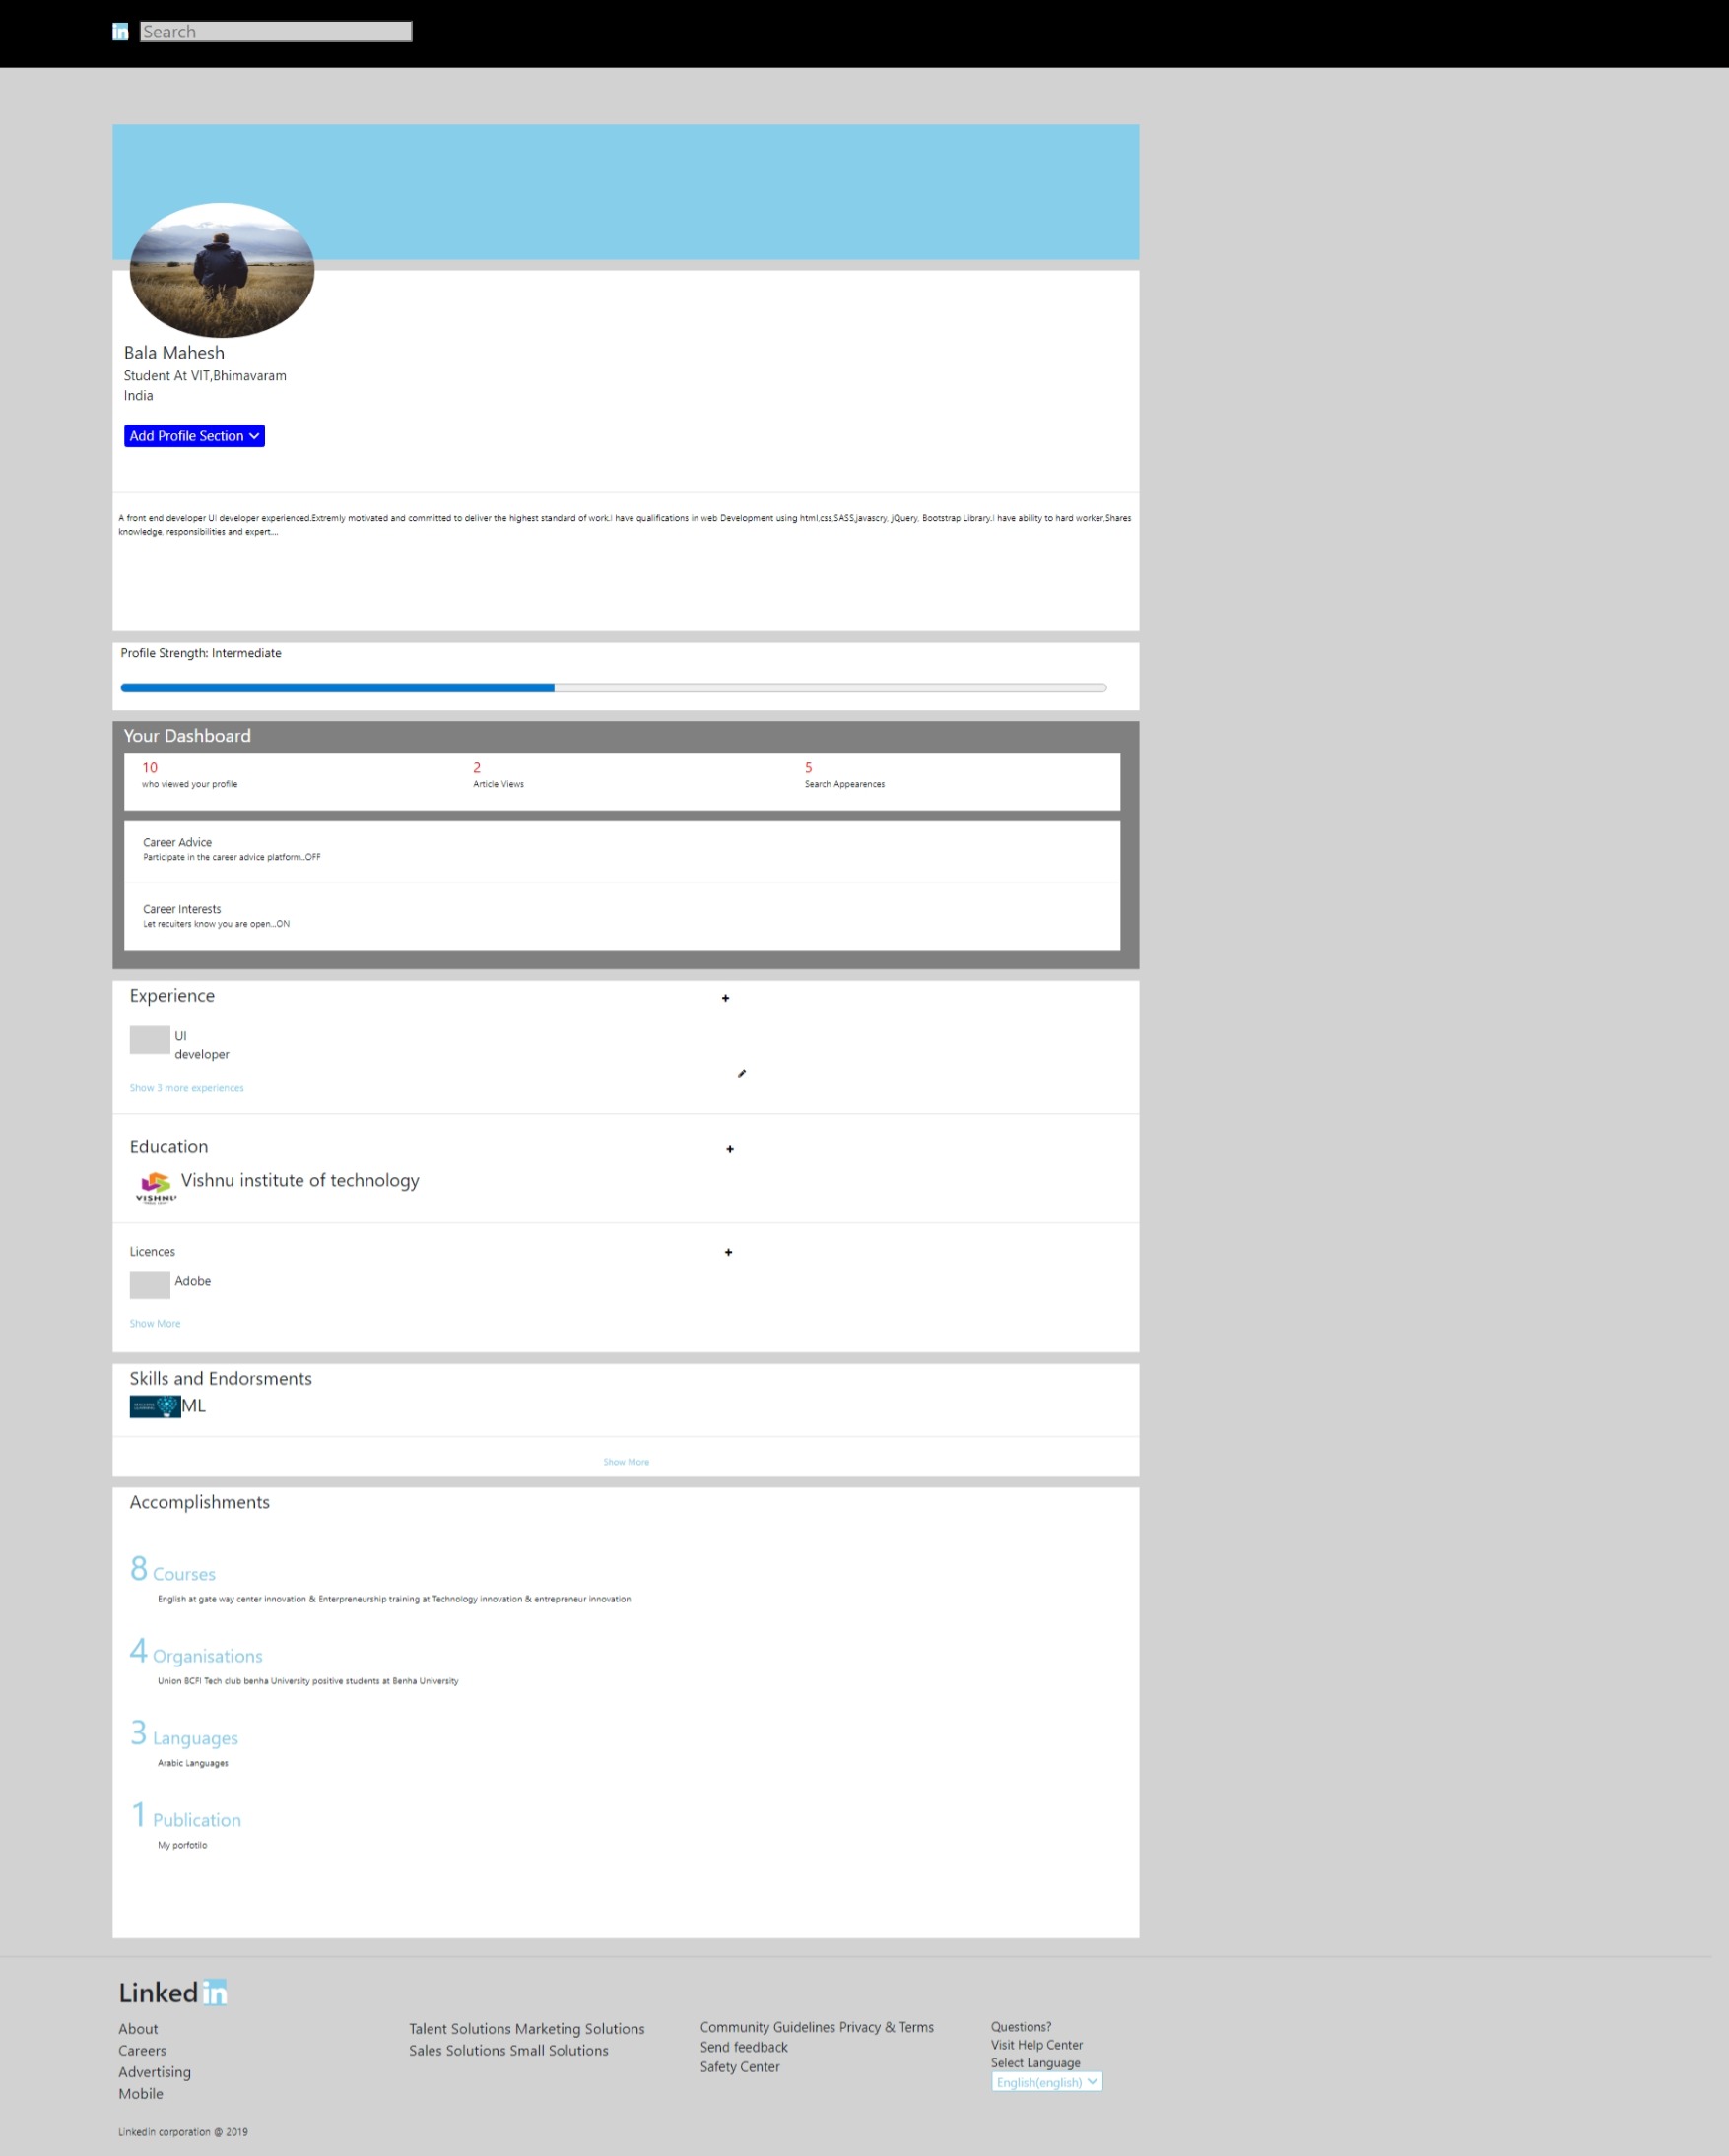 in Search
Bala Mahesh
Student At VIT,Bhimavaram
India
Add Profile Section
A front end developer UI developer experienced.Extremly motivated and committed to deliver the highest standard of work.I have qualifications in web Development using html,css,SASS,javascry, jQuery, Bootstrap Library.I have ability to hard worker,Shares
knowledge, responsibilities and expert....
Profile Strength: Intermediate
Your Dashboard
10 2 5
who viewed your profile Article Views Search Appearences
Career Advice
Participate in the career advice platform..OFF
Career Interests
Let recuiters know you are open...ON
Experience
UI
developer
Show 3 more experiences
Education
Vishnu institute of technology
VISHNU
Licences
Adobe
Show More
Skills and Endorsments
ML
Show More
Accomplishments
8 Courses
English at gate way center innovation & Enterpreneurship training at Technology innovation & entrepreneur innovation
4 Organisations
Union BCFI Tech club benha University positive students at Benha University
3 Languages
Arabic Languages
1 Publication
My porfotilo
Linked in
About
Careers
Advertising
Mobile
Talent Solutions Marketing Solutions
Sales Solutions Small Solutions
Community Guidelines Privacy & Terms
Send feedback
Safety Center
Questions?
Visit Help Center
Select Language
English(english)
Linkedin corporation @ 2019